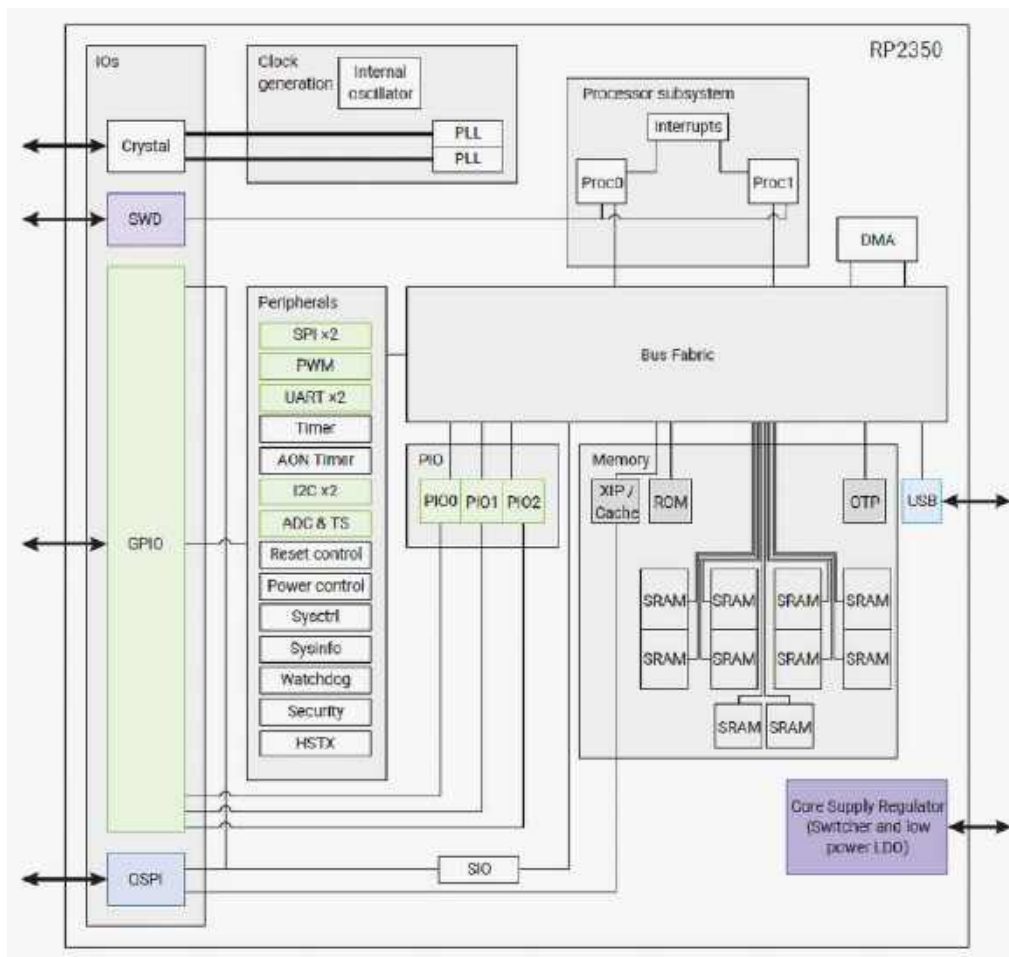 RP2350
IOs
Crystal
SWD
GPIO
QSPI
Clock
generation
Internal
oscillator
PLL
PLL
Processor subsystem
Interrupts
Proc0
Proc1
DMA
Peripherals
SPI ×2
PWM
UART ×2
Timer
AON Timer
I2C ×2
ADC & TS
Reset control
Power control
Sysctrl
Sysinfo
Watchdog
Security
HSTX
Bus Fabric
PIO
PIO0
PIO1
PIO2
Memory
XIP /
Cache
ROM
OTP
USB
SRAM
SRAM
SRAM
SRAM
SRAM
SRAM
SRAM
SRAM
SRAM
SRAM
SIO
Core Supply Regulator
(Switcher and low
power LDO)